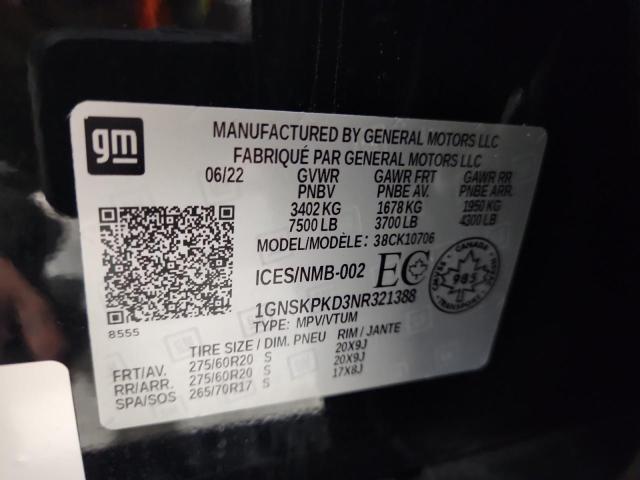 gm
MANUFACTURED BY GENERAL MOTORS LLC
FABRIQUÉ PAR GENERAL MOTORS LLC
06/22 GVWR GAWR FRT GAWR RR
PNBV PNBE AV. PNBE ARR.
3402 KG 1678 KG 1950 KG
7500 LB 3700 LB 4300 LB
MODEL/MODÈLE: 38CK10706
ICES/NMB-002 EC
CANADA
985
1GNSKPKD3NR321388
8555
TYPE: MPV/VTUM
TIRE SIZE / DIM. PNEU RIM / JANTE
FRT/AV. 275/60R20 S 20X9J
RR/ARR. 275/60R20 S 20X9J
SPA/SOS 265/70R17 S 17X8J